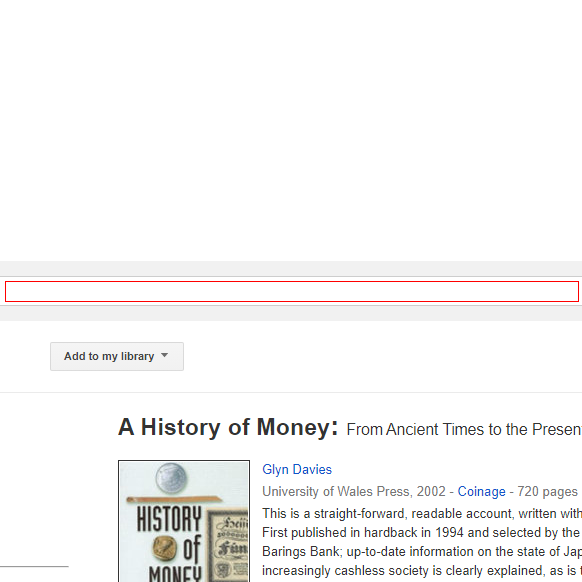 Add to my library
A History of Money: From Ancient Times to the Presen
Glyn Davies
University of Wales Press, 2002 - Coinage - 720 pages
This is a straight-forward, readable account, written with
First published in hardback in 1994 and selected by the
Barings Bank; up-to-date information on the state of Jap
increasingly cashless society is clearly explained, as is t
HISTORY
of
MONEY